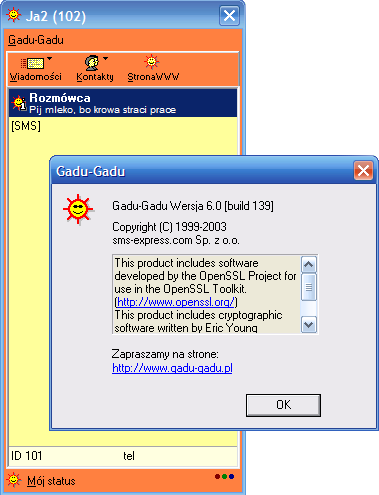 Ja2 (102)
Gadu-Gadu
Wiadomości Kontakty StronaWWW
1 Rozmówca
Pij mleko, bo krowa straci prace
[SMS]
Gadu-Gadu
Gadu-Gadu Wersja 6.0 [build 139]
Copyright (C) 1999-2003
sms-express.com Sp. z o.o.
This product includes software
developed by the OpenSSL Project for
use in the OpenSSL Toolkit.
(http://www.openssl.org/)
This product includes cryptographic
software written by Eric Young
Zapraszamy na stronę:
http://www.gadu-gadu.pl
OK
ID 101 tel
Mój status